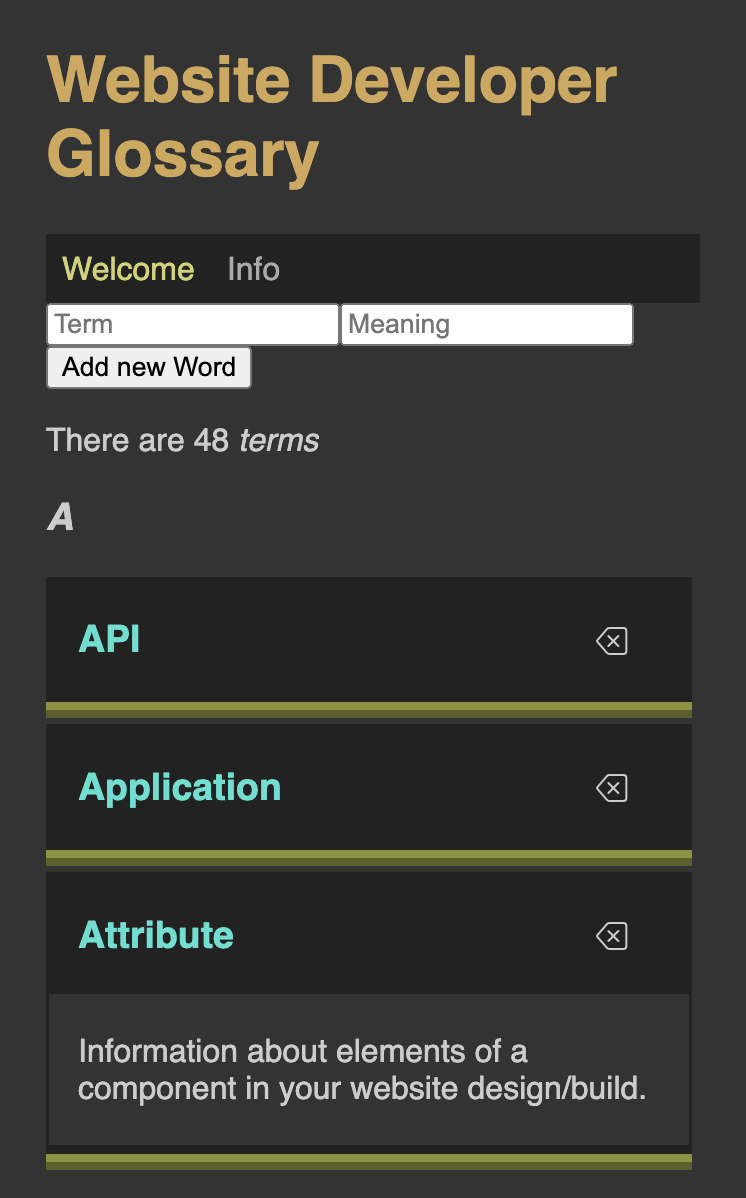 Website Developer
Glossary
Welcome Info
Term Meaning
Add new Word
There are 48 terms
A
API
Application
Attribute
Information about elements of a
component in your website design/build.